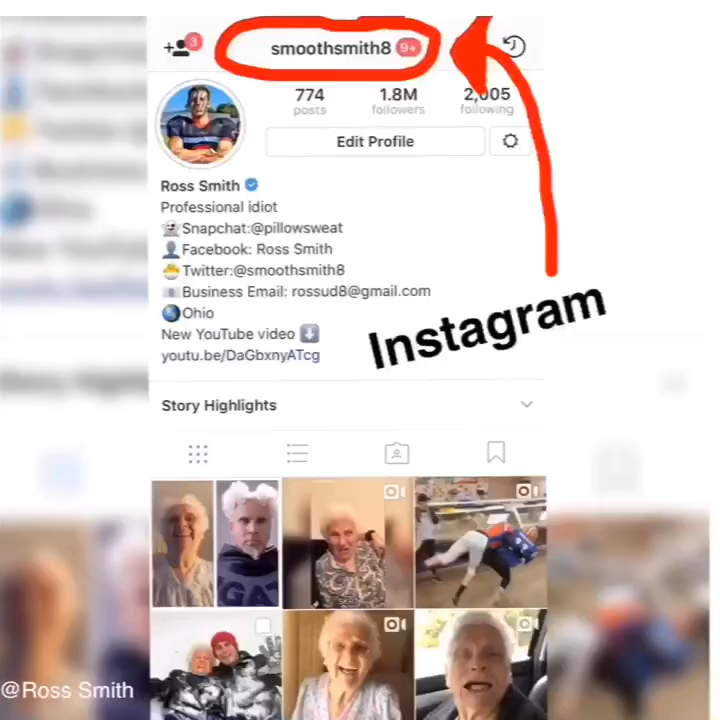 3
smoothsmith8 9+
774 1.8M 2,005
posts followers following
Edit Profile
Ross Smith
Professional idiot
👻Snapchat:@pillowsweat
👤Facebook: Ross Smith
🐣Twitter:@smoothsmith8
📧Business Email: rossud8@gmail.com
🌎Ohio
New YouTube video ⬇️
youtu.be/DaGbxnyATcg
Instagram
Story Highlights
@Ross Smith